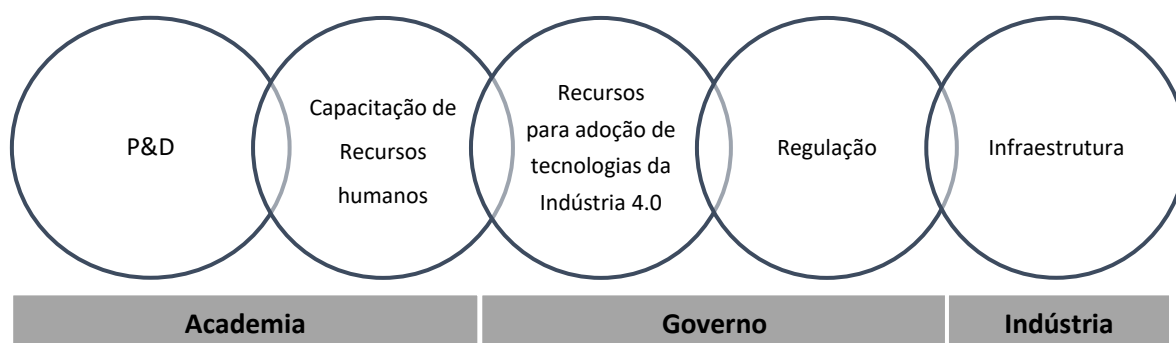 P&D
Capacitação de
Recursos
humanos
Recursos
para adoção de
tecnologias da
Indústria 4.0
Regulação
Infraestrutura
Academia
Governo
Indústria